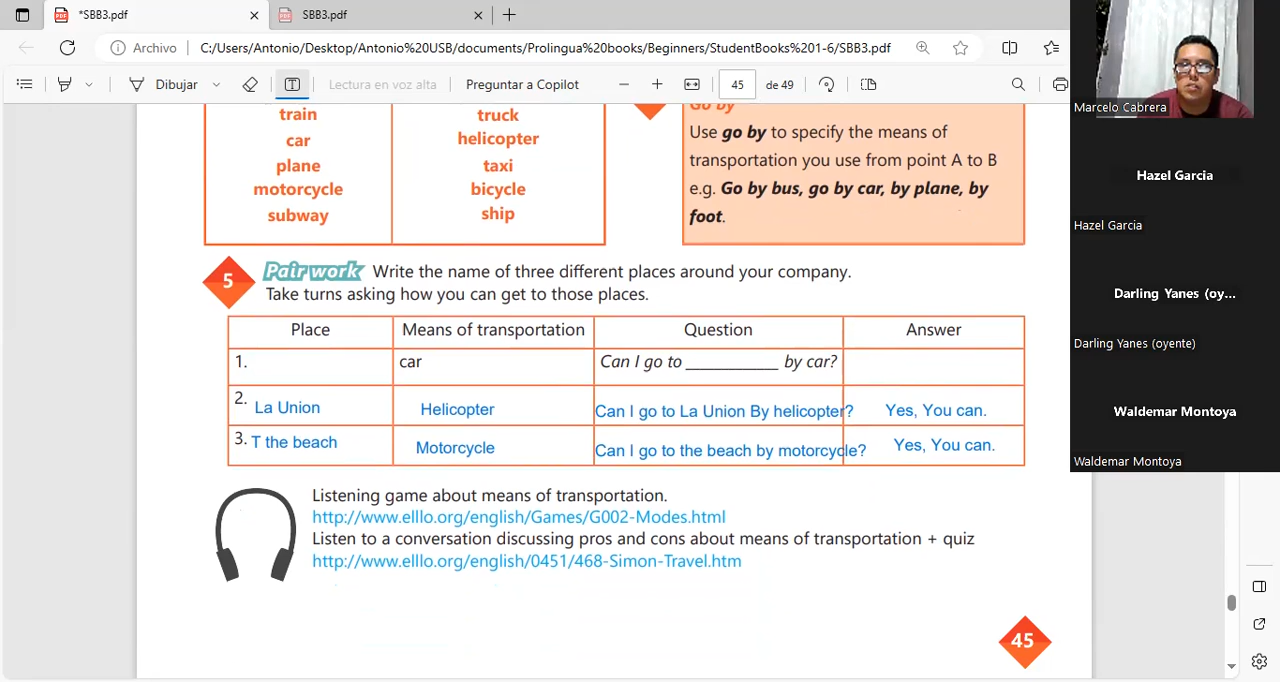 *SBB3.pdf
SBB3.pdf
Archivo
C:/Users/Antonio/Desktop/Antonio%20USB/documents/Prolingua%20books/Beginners/StudentBooks%201-6/SBB3.pdf
Dibujar
Lectura en voz alta
Preguntar a Copilot
45
de 49
train
car
plane
motorcycle
subway
truck
helicopter
taxi
bicycle
ship
Go by
Use go by to specify the means of
transportation you use from point A to B
e.g. Go by bus, go by car, by plane, by
foot.
5
Pair work Write the name of three different places around your company.
Take turns asking how you can get to those places.
Place Means of transportation Question Answer
1. car Can I go to ___________ by car?
2. La Union Helicopter Can I go to La Union By helicopter? Yes, You can.
3. T the beach Motorcycle Can I go to the beach by motorcycle? Yes, You can.
Listening game about means of transportation.
http://www.elllo.org/english/Games/G002-Modes.html
Listen to a conversation discussing pros and cons about means of transportation + quiz
http://www.elllo.org/english/0451/468-Simon-Travel.htm
45
Marcelo Cabrera
Hazel Garcia
Hazel Garcia
Darling Yanes (oy...
Darling Yanes (oyente)
Waldemar Montoya
Waldemar Montoya